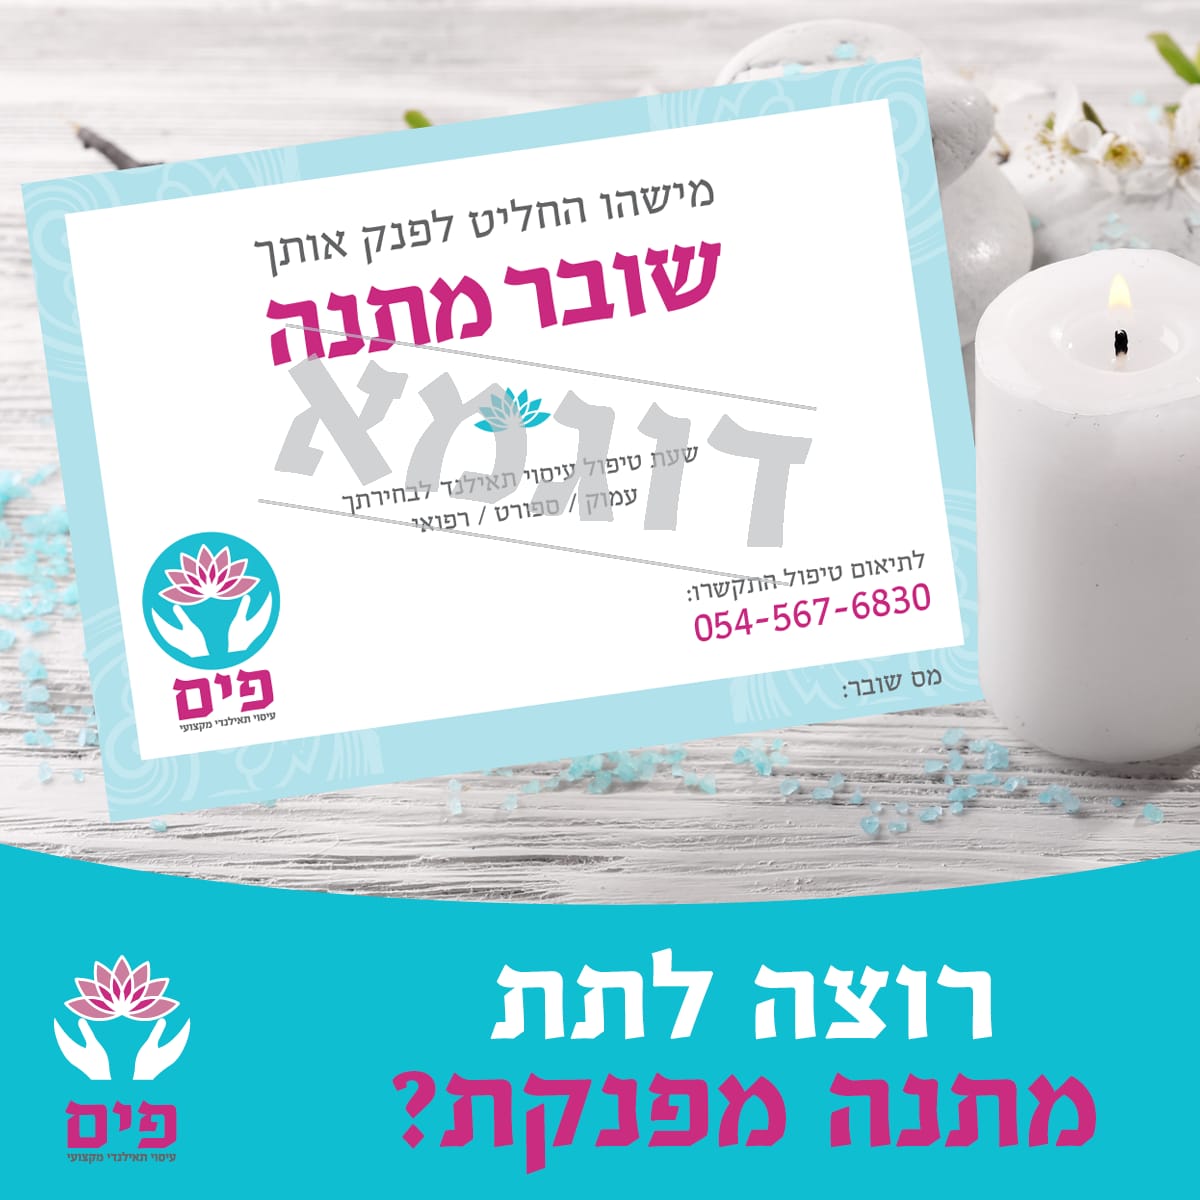 מישהו החליט לפנק אותך
שובר מתנה
דוגמא
שעת טיפול עיסוי תאילנד לבחירתך
עמוק / ספורט / רפואי
לתיאום טיפול התקשרו:
054-567-6830
מס שובר:
פים
עיסוי תאילנדי מקצועי
רוצה לתת
מתנה מפנקת?
פים
עיסוי תאילנדי מקצועי